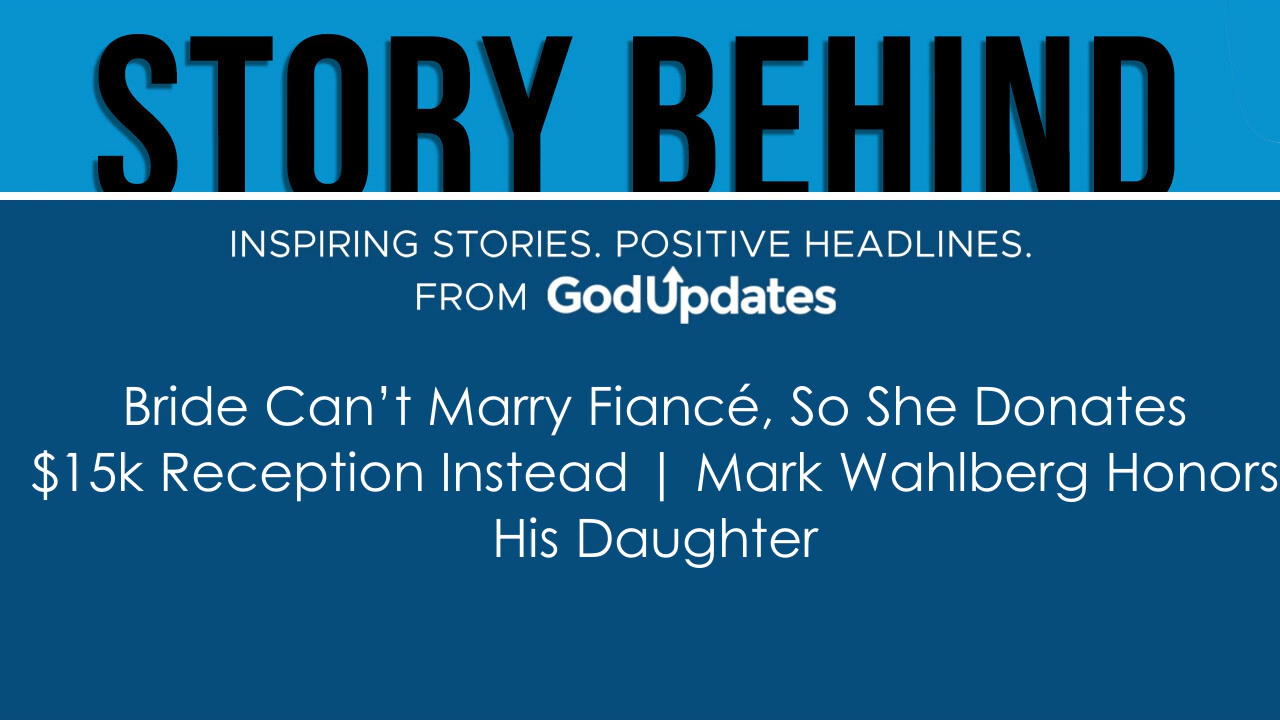 STORY BEHIND
INSPIRING STORIES. POSITIVE HEADLINES.
FROM GodUpdates
Bride Can’t Marry Fiancé, So She Donates
$15k Reception Instead | Mark Wahlberg Honors
His Daughter